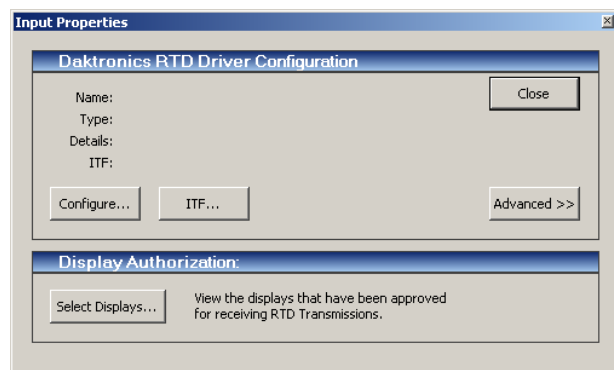 Input Properties
Daktronics RTD Driver Configuration
Name:
Close
Type:
Details:
ITF:
Configure...
ITF...
Advanced >>
Display Authorization:
Select Displays...
View the displays that have been approved
for receiving RTD Transmissions.